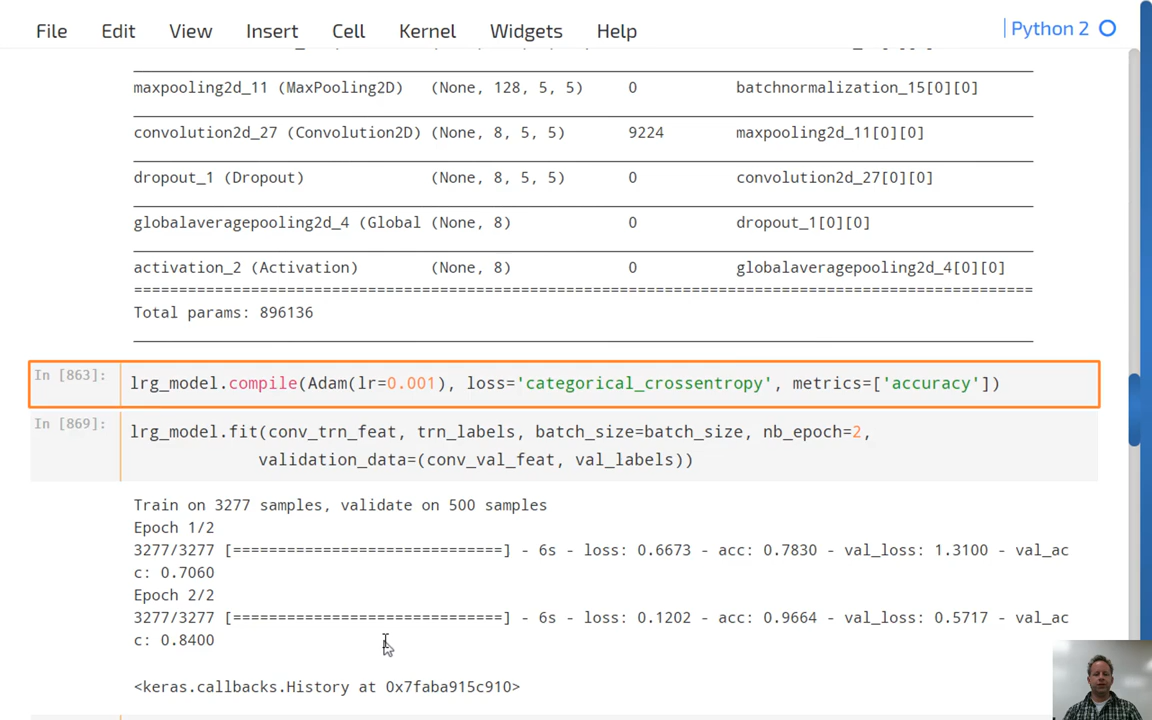 File Edit View Insert Cell Kernel Widgets Help Python 2
maxpooling2d_11 (MaxPooling2D) (None, 128, 5, 5) 0 batchnormalization_15[0][0]
convolution2d_27 (Convolution2D) (None, 8, 5, 5) 9224 maxpooling2d_11[0][0]
dropout_1 (Dropout) (None, 8, 5, 5) 0 convolution2d_27[0][0]
globalaveragepooling2d_4 (Global (None, 8) 0 dropout_1[0][0]
activation_2 (Activation) (None, 8) 0 globalaveragepooling2d_4[0][0]
====================================================================================================
Total params: 896136
In [863]: lrg_model.compile(Adam(lr=0.001), loss='categorical_crossentropy', metrics=['accuracy'])
In [869]: lrg_model.fit(conv_trn_feat, trn_labels, batch_size=batch_size, nb_epoch=2,
validation_data=(conv_val_feat, val_labels))
Train on 3277 samples, validate on 500 samples
Epoch 1/2
3277/3277 [==============================] - 6s - loss: 0.6673 - acc: 0.7830 - val_loss: 1.3100 - val_ac
c: 0.7060
Epoch 2/2
3277/3277 [==============================] - 6s - loss: 0.1202 - acc: 0.9664 - val_loss: 0.5717 - val_ac
c: 0.8400
<keras.callbacks.History at 0x7faba915c910>